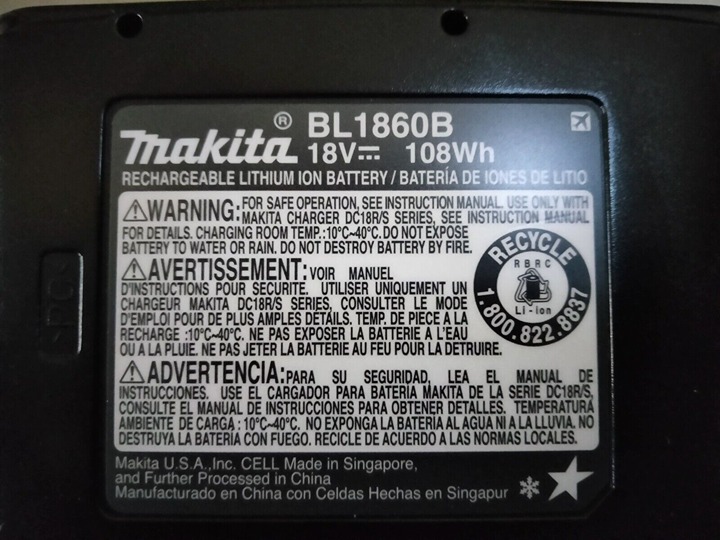 makita® BL1860B
18V⎓ 108Wh
RECHARGEABLE LITHIUM ION BATTERY / BATERÍA DE IONES DE LITIO
⚠WARNING: FOR SAFE OPERATION, SEE INSTRUCTION MANUAL. USE ONLY WITH
MAKITA CHARGER DC18R/S SERIES, SEE INSTRUCTION MANUAL
FOR DETAILS. CHARGING ROOM TEMP.:10°C~40°C. DO NOT EXPOSE
BATTERY TO WATER OR RAIN. DO NOT DESTROY BATTERY BY FIRE.
⚠AVERTISSEMENT: VOIR MANUEL
D'INSTRUCTIONS POUR SECURITE. UTILISER UNIQUEMENT UN
CHARGEUR MAKITA DC18R/S SERIES, CONSULTER LE MODE
D'EMPLOI POUR DE PLUS AMPLES DÉTAILS. TEMP. DE PIECE A LA
RECHARGE :10°C~40°C. NE PAS EXPOSER LA BATTERIE À L'EAU
OU A LA PLUIE. NE PAS JETER LA BATTERIE AU FEU POUR LA DETRUIRE.
RECYCLE
RBRC
Li-ion
1.800.822.8837
⚠ADVERTENCIA: PARA SU SEGURIDAD, LEA EL MANUAL DE
INSTRUCCIONES. USE EL CARGADOR PARA BATERÍA MAKITA DE LA SERIE DC18R/S,
CONSULTE EL MANUAL DE INSTRUCCIONES PARA OBTENER DETALLES. TEMPERATURA
AMBIENTE DE CARGA : 10°C~40°C. NO EXPONGA LA BATERÍA AL AGUA NI A LA LLUVIA. NO
DESTRUYA LA BATERÍA CON FUEGO. RECICLE DE ACUERDO A LAS NORMAS LOCALES.
Makita U.S.A.,Inc. CELL Made in Singapore,
and Further Processed in China
Manufacturado en China con Celdas Hechas en Singapur